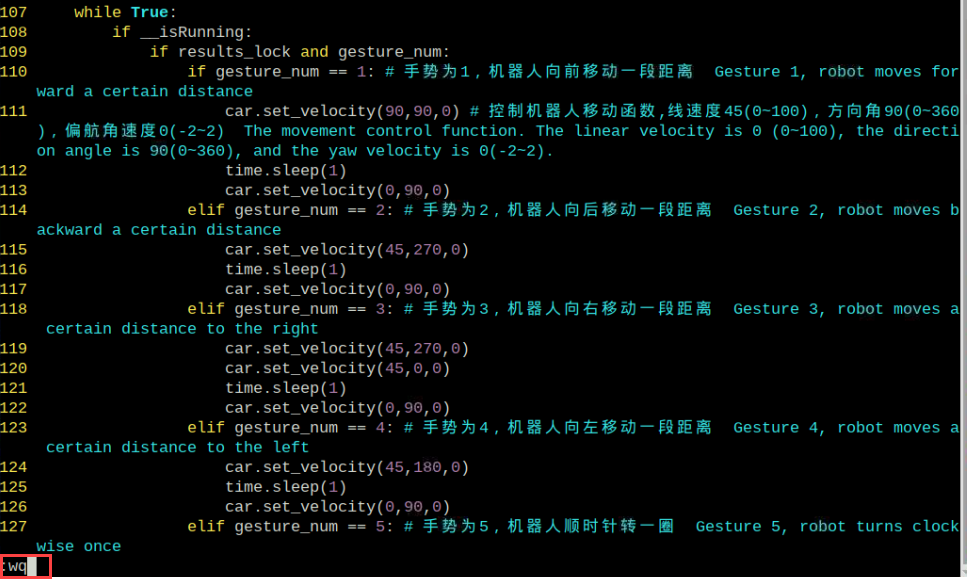 107     while True:
108         if __isRunning:
109             if results_lock and gesture_num:
110                 if gesture_num == 1: # 手势为1，机器人向前移动一段距离  Gesture 1, robot moves for
ward a certain distance
111                     car.set_velocity(90,90,0) # 控制机器人移动函数,线速度45(0~100)，方向角90(0~360
)，偏航角速度0(-2~2)  The movement control function. The linear velocity is 0 (0~100), the directi
on angle is 90(0~360), and the yaw velocity is 0(-2~2).
112                     time.sleep(1)
113                     car.set_velocity(0,90,0)
114                 elif gesture_num == 2: # 手势为2，机器人向后移动一段距离  Gesture 2, robot moves b
ackward a certain distance
115                     car.set_velocity(45,270,0)
116                     time.sleep(1)
117                     car.set_velocity(0,90,0)
118                 elif gesture_num == 3: # 手势为3，机器人向右移动一段距离  Gesture 3, robot moves a
 certain distance to the right
119                     car.set_velocity(45,270,0)
120                     car.set_velocity(45,0,0)
121                     time.sleep(1)
122                     car.set_velocity(0,90,0)
123                 elif gesture_num == 4: # 手势为4，机器人向左移动一段距离  Gesture 4, robot moves a
 certain distance to the left
124                     car.set_velocity(45,180,0)
125                     time.sleep(1)
126                     car.set_velocity(0,90,0)
127                 elif gesture_num == 5: # 手势为5，机器人顺时针转一圈  Gesture 5, robot turns clock
wise once
:wq